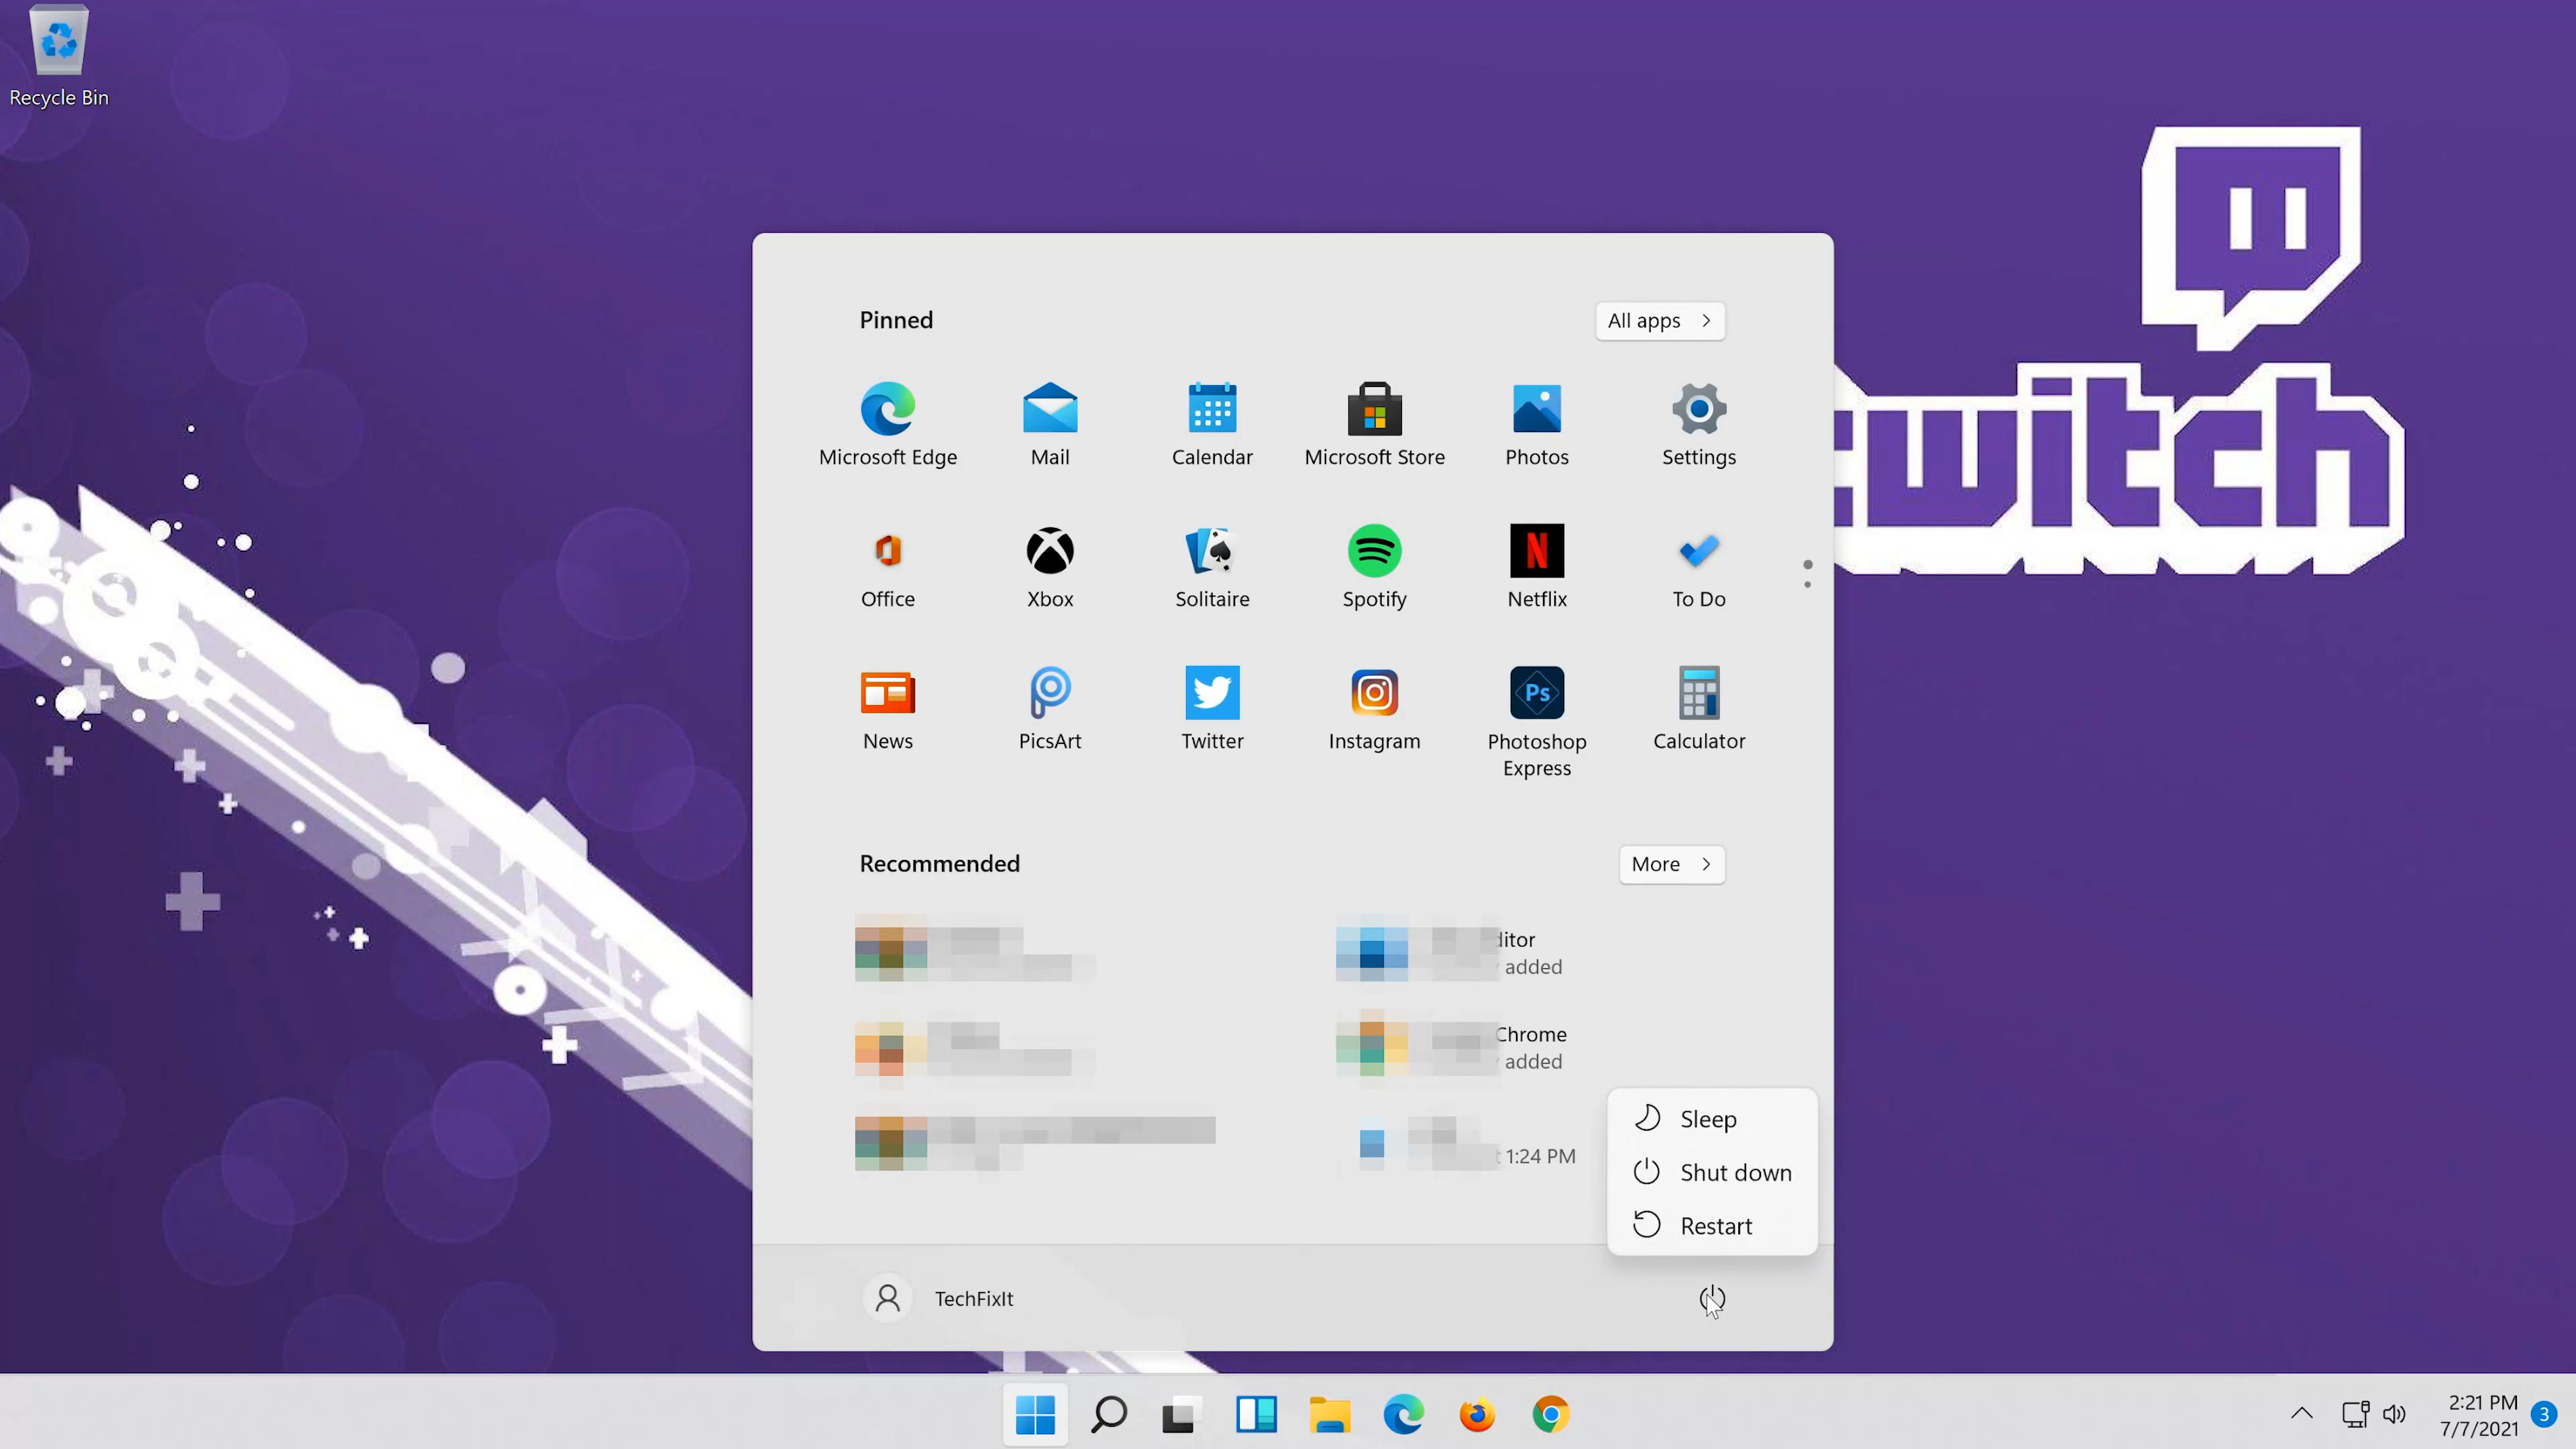 Recycle Bin
twitch
Pinned
All apps
Microsoft Edge
Mail
Calendar
Microsoft Store
Photos
Settings
Office
Xbox
Solitaire
Spotify
Netflix
To Do
News
PicsArt
Twitter
Instagram
Ps
Photoshop
Express
Calculator
Recommended
More
ditor
added
Chrome
added
1:24 PM
Sleep
Shut down
Restart
TechFixIt
2:21 PM
7/7/2021
3